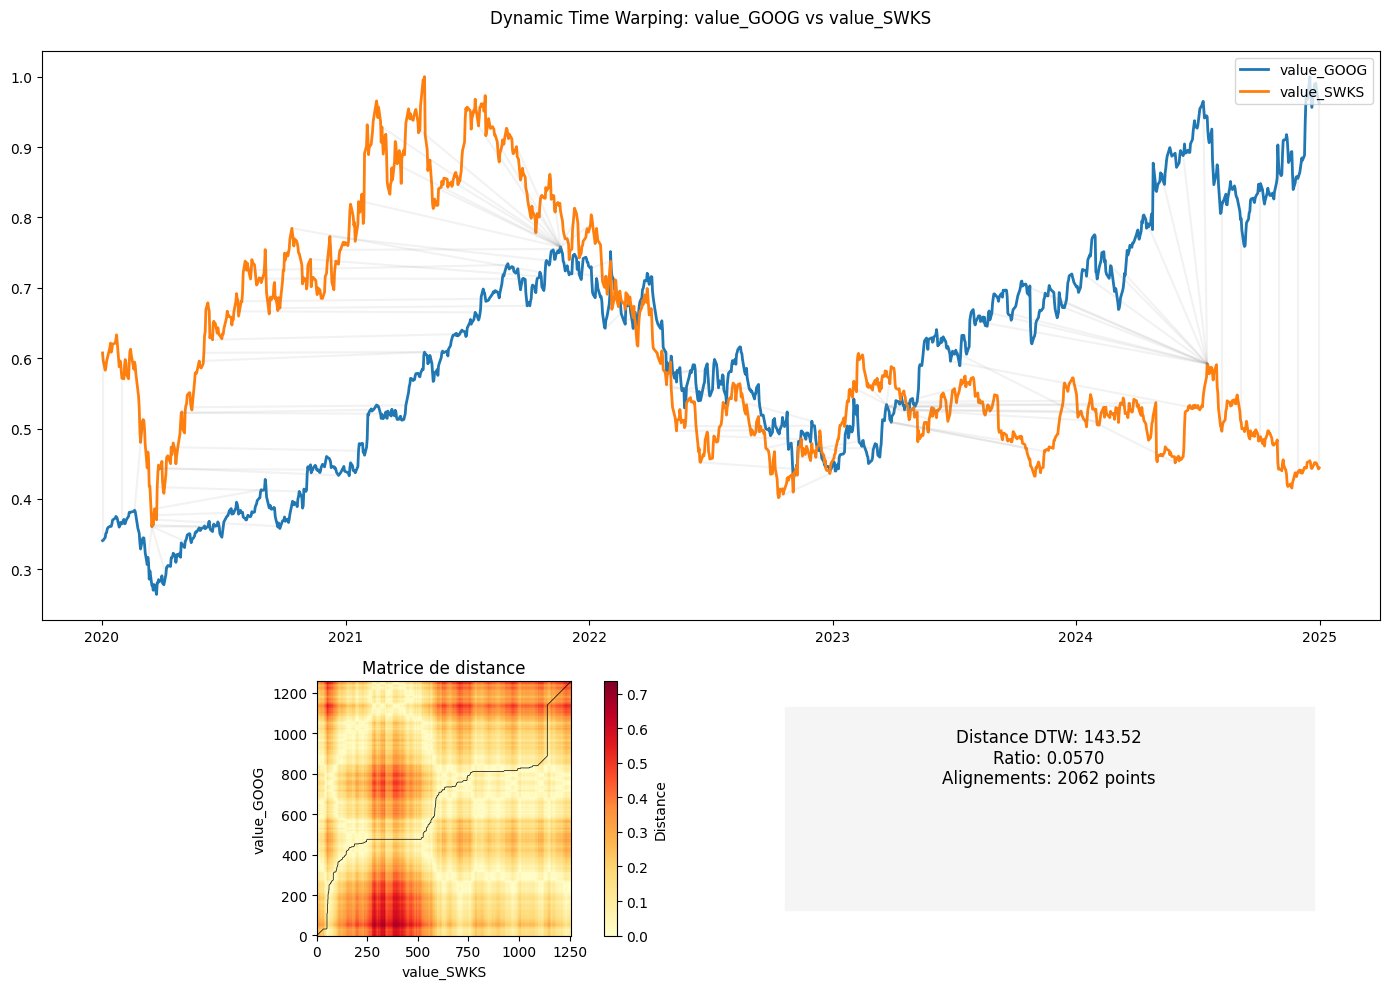 Dynamic Time Warping: value_GOOG vs value_SWKS
value_GOOG
value_SWKS
1.0
0.9
0.8
0.7
0.6
0.5
0.4
0.3
2020 2021 2022 2023 2024 2025
Matrice de distance
value_GOOG
1200
1000
800
600
400
200
0
0 250 500 750 1000 1250
value_SWKS
0.7
0.6
0.5
0.4
0.3
0.2
0.1
0.0
Distance
Distance DTW: 143.52
Ratio: 0.0570
Alignements: 2062 points